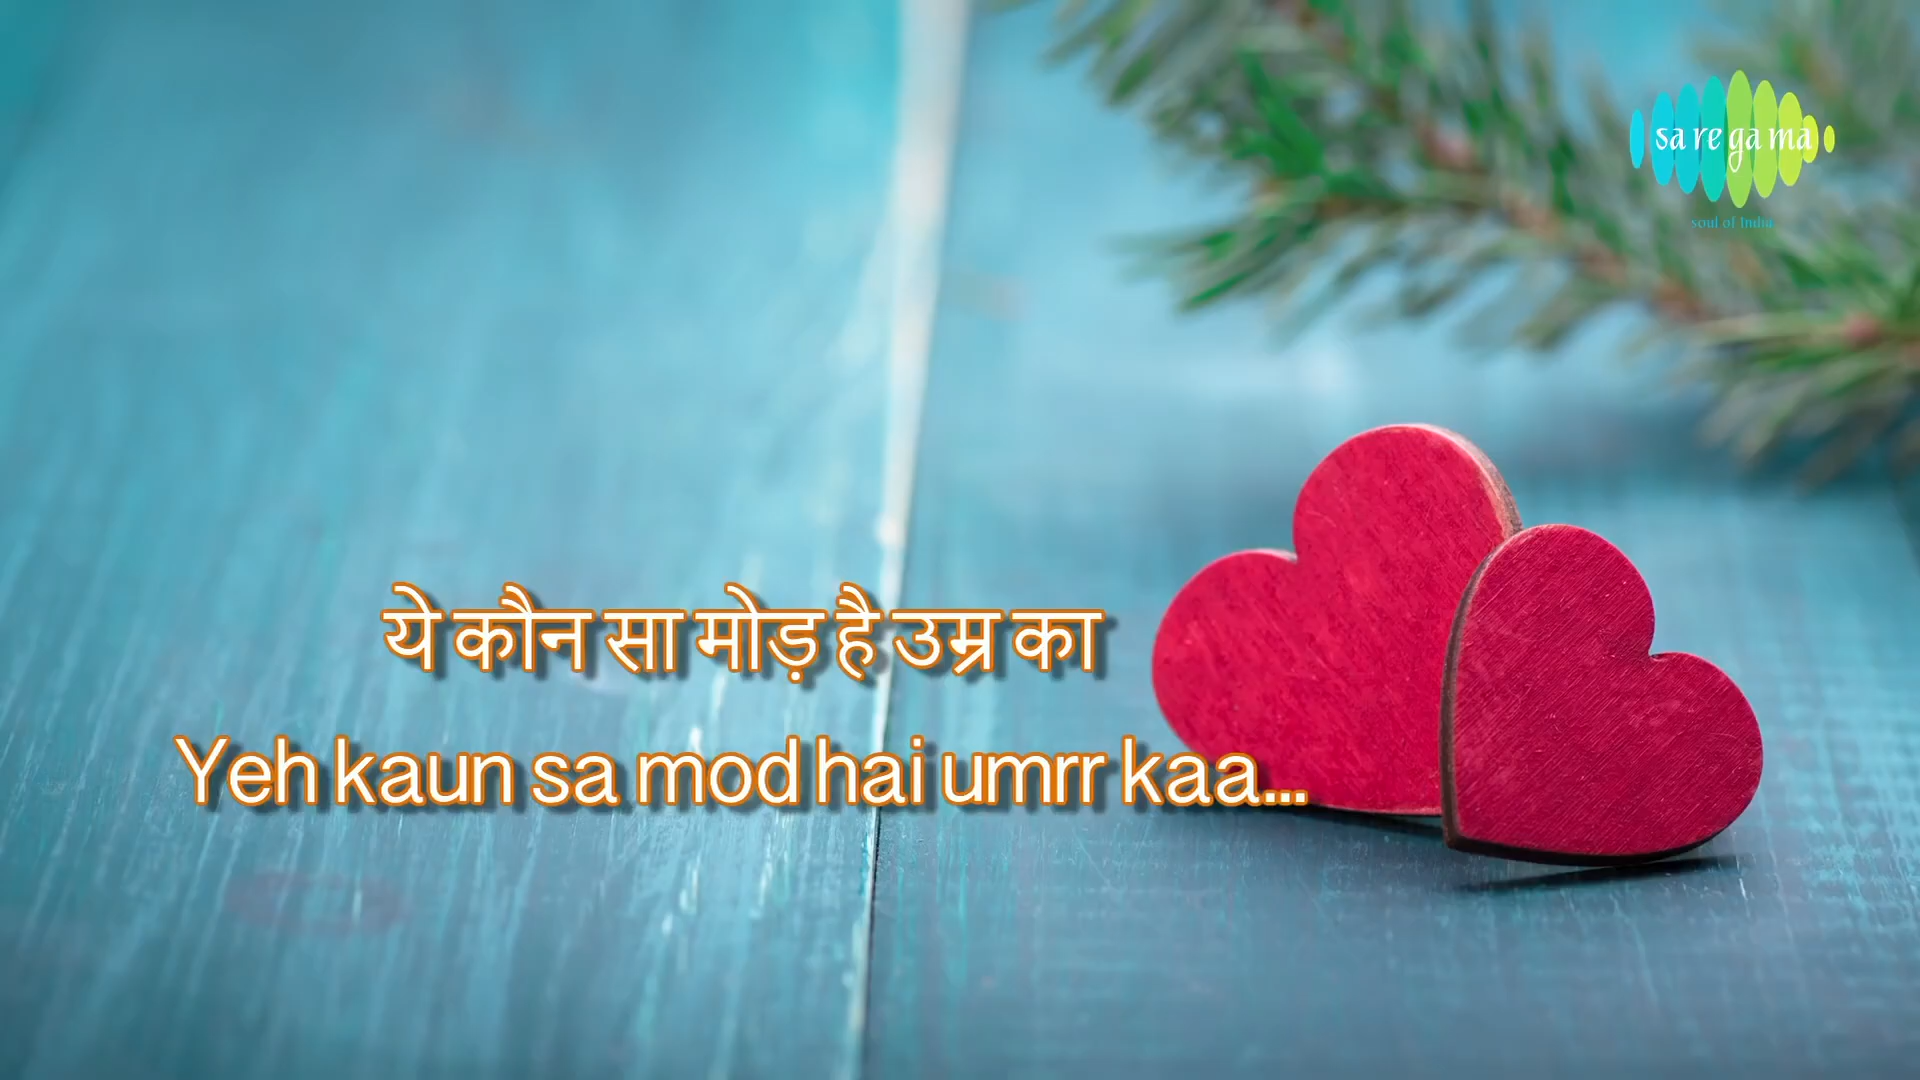 sa re ga ma
soul of India
ये कौन सा मोड़ है उम्र का
Yeh kaun sa mod hai umrr kaa...